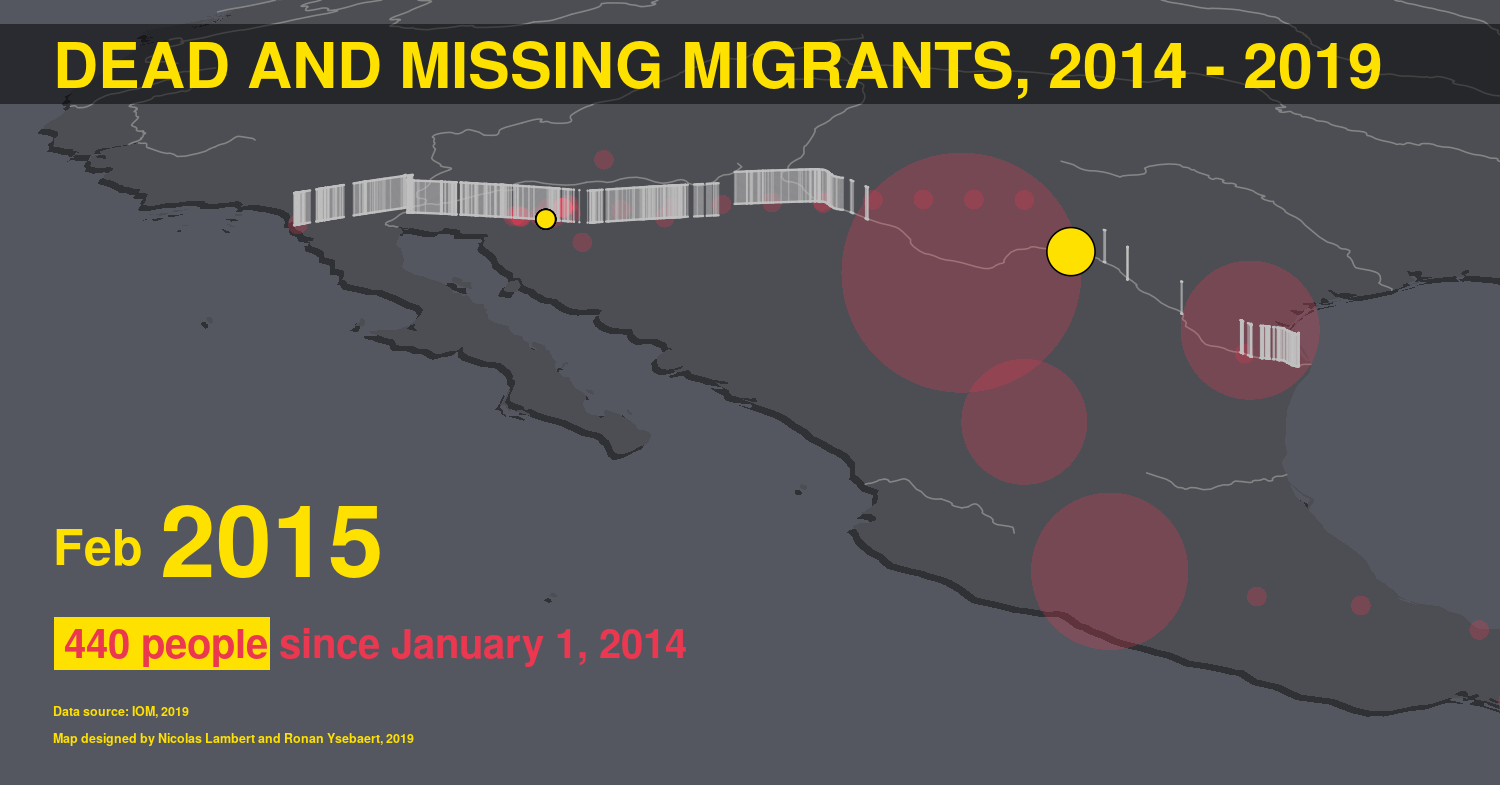 DEAD AND MISSING MIGRANTS, 2014 - 2019
Feb 2015
440 people since January 1, 2014
Data source: IOM, 2019
Map designed by Nicolas Lambert and Ronan Ysebaert, 2019